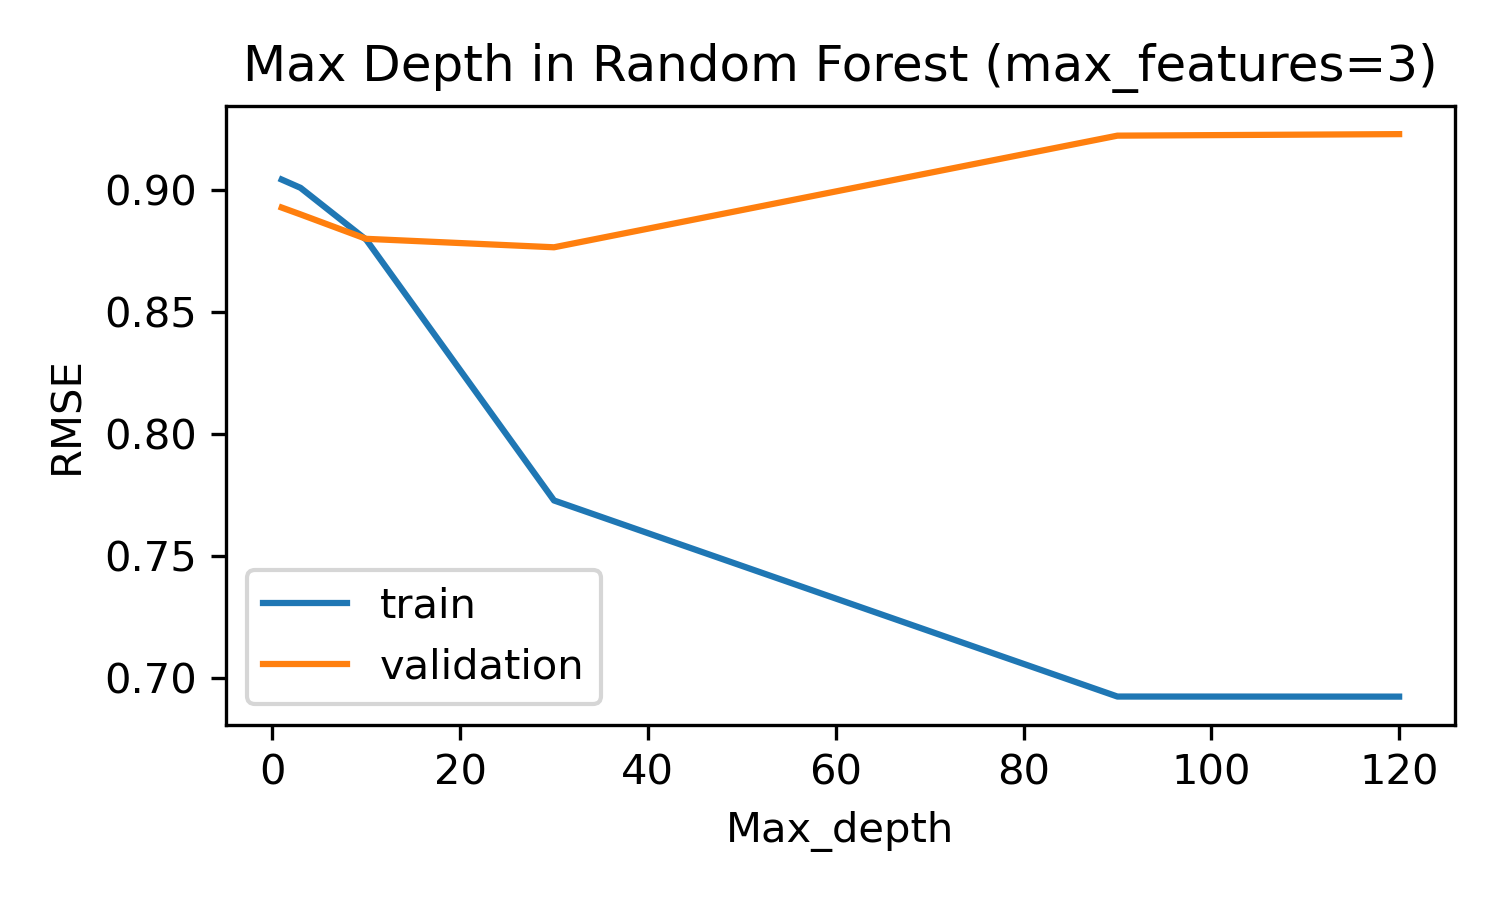 Max Depth in Random Forest (max_features=3)
0.90
0.85
0.80
0.75
0.70
RMSE
train
validation
0 20 40 60 80 100 120
Max_depth